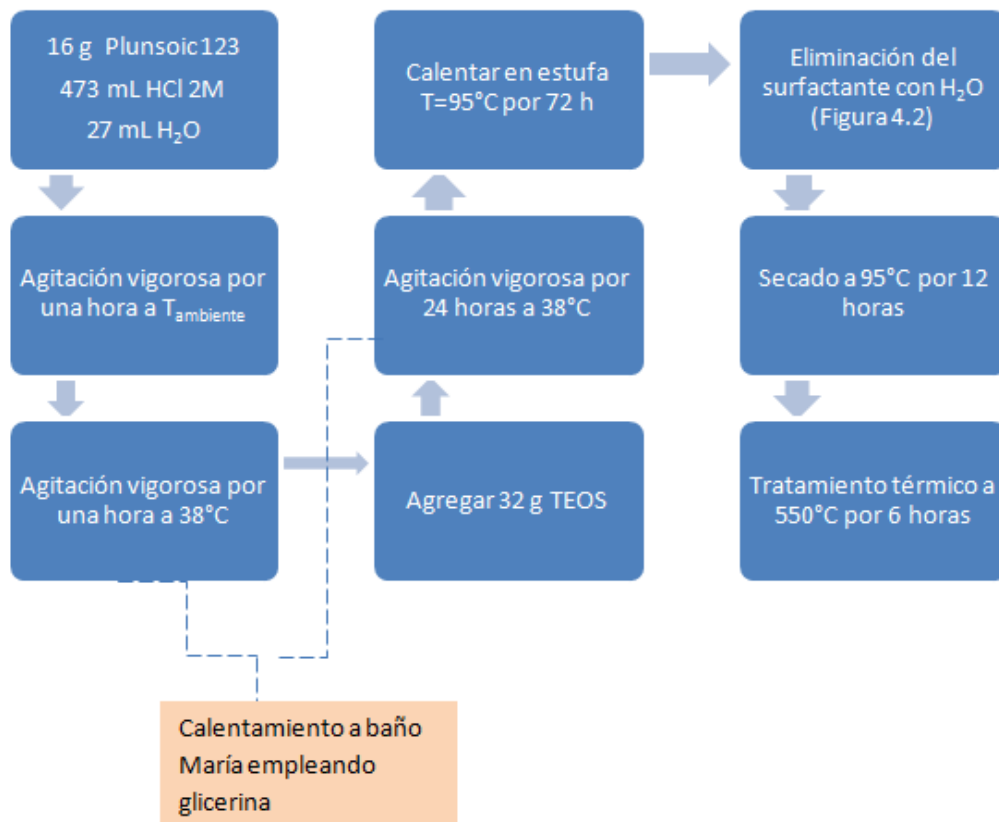 16 g Plunsoic 123
473 mL HCl 2M
27 mL H₂O
Agitación vigorosa por
una hora a T_ambiente
Agitación vigorosa por
una hora a 38°C
Agregar 32 g TEOS
Agitación vigorosa por
24 horas a 38°C
Calentar en estufa
T=95°C por 72 h
Eliminación del
surfactante con H₂O
(Figura 4.2)
Secado a 95°C por 12
horas
Tratamiento térmico a
550°C por 6 horas
Calentamiento a baño
María empleando
glicerina